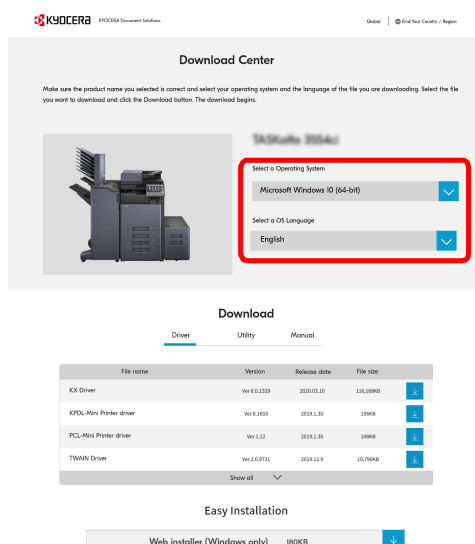 KYOCERA KYOCERA Document Solutions Global Find Your Country / Region
Download Center
Make sure the product name you selected is correct and select your operating system and the language of the file you are downloading. Select the file
you want to download and click the Download button. The download begins.
Select a Operating System
Microsoft Windows 10 (64-bit)
Select a OS Language
English
Download
Driver Utility Manual
File name Version Release date File size
KX Driver Ver 8.0.1329 2020.03.10 116,168KB
KPDL-Mini Printer driver Ver 8.1810 2019.1.30 156KB
PCL-Mini Printer driver Ver 1.12 2019.1.30 108KB
TWAIN Driver Ver 2.0.9731 2019.12.9 19,790KB
Show all
Easy Installation
Web installer (Windows only) 180KB